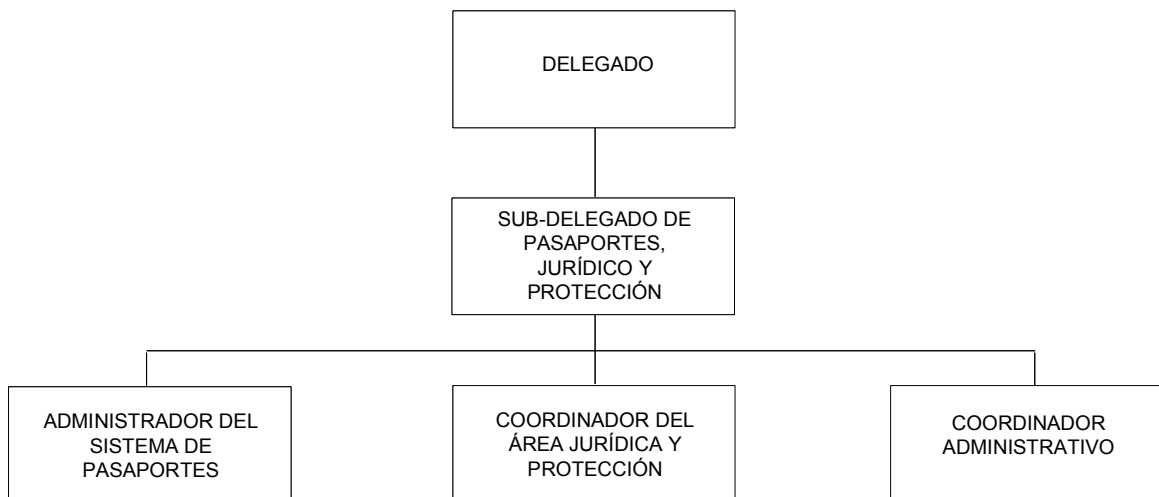 DELEGADO
SUB-DELEGADO DE
PASAPORTES,
JURÍDICO Y
PROTECCIÓN
ADMINISTRADOR DEL
SISTEMA DE
PASAPORTES
COORDINADOR DEL
ÁREA JURÍDICA Y
PROTECCIÓN
COORDINADOR
ADMINISTRATIVO